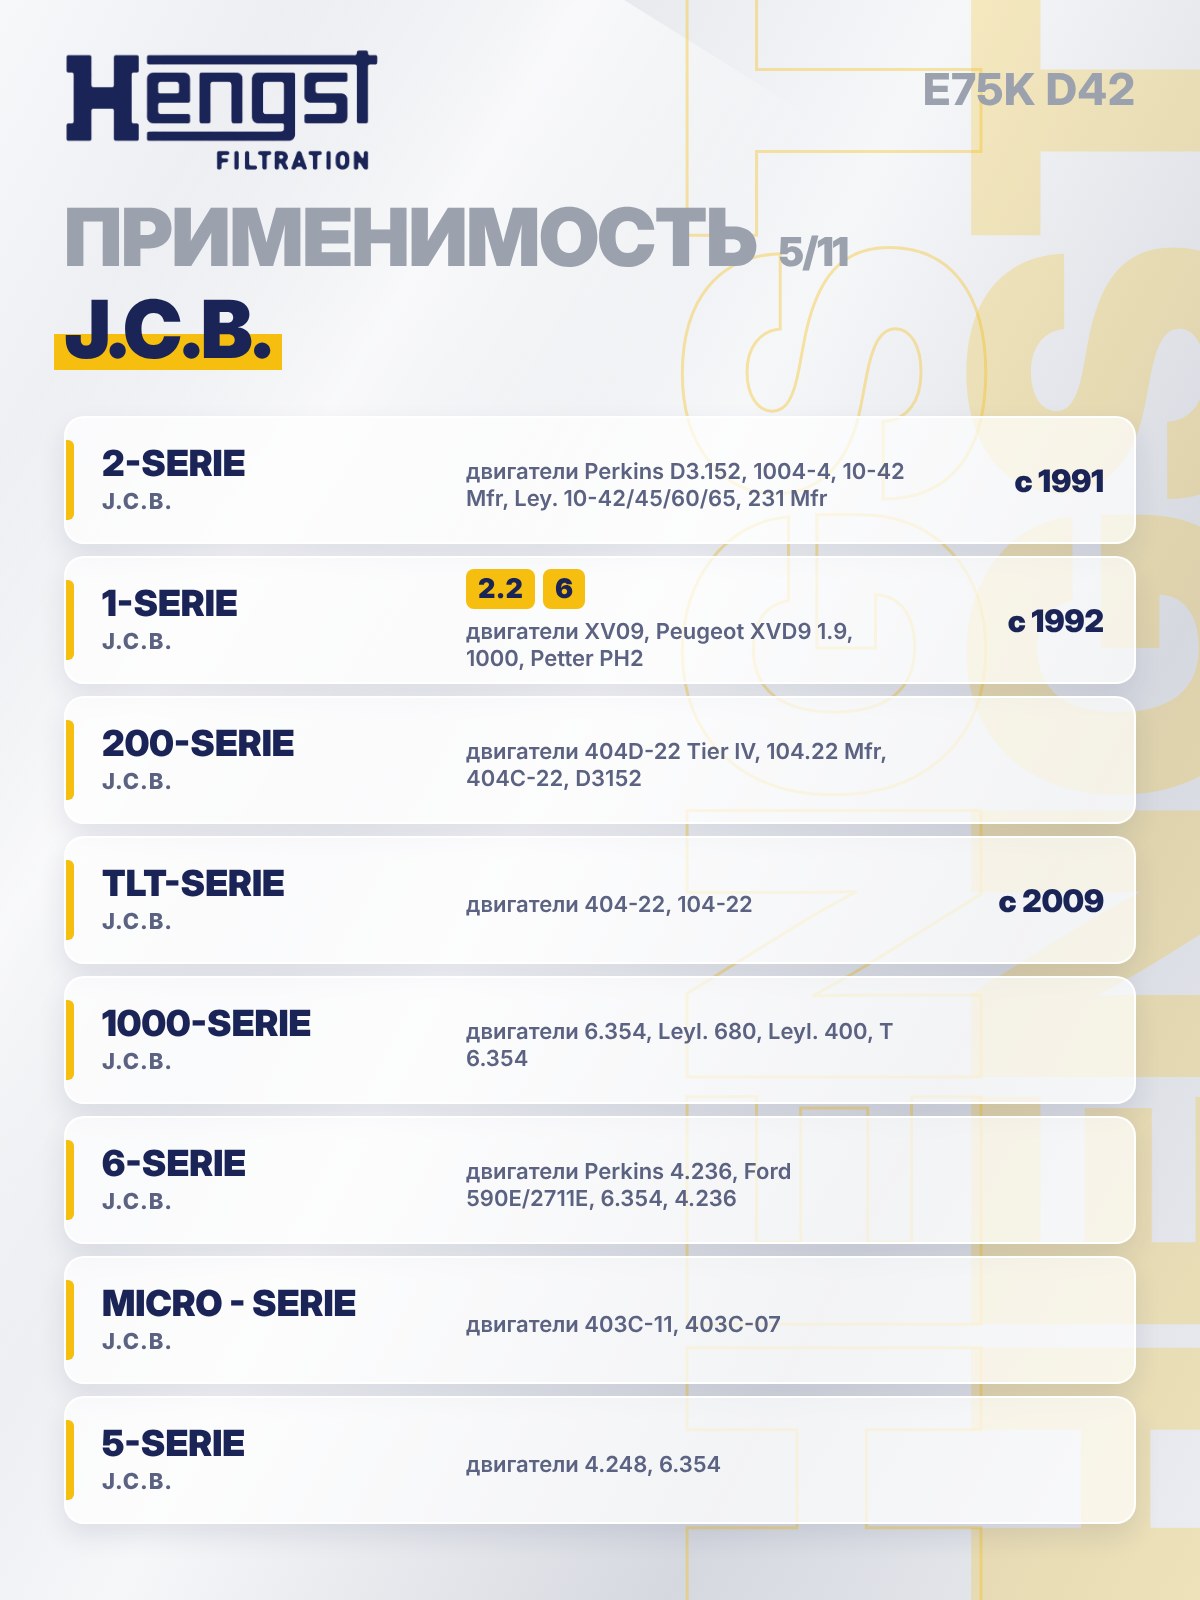 Hengst
FILTRATION
E75K D42
ПРИМЕНИМОСТЬ 5/11
J.C.B.
2-SERIE
J.C.B.
двигатели Perkins D3.152, 1004-4, 10-42
Mfr, Ley. 10-42/45/60/65, 231 Mfr
с 1991
1-SERIE
J.C.B.
2.2 6
двигатели XV09, Peugeot XVD9 1.9,
1000, Petter PH2
с 1992
200-SERIE
J.C.B.
двигатели 404D-22 Tier IV, 104.22 Mfr,
404C-22, D3152
TLT-SERIE
J.C.B.
двигатели 404-22, 104-22
с 2009
1000-SERIE
J.C.B.
двигатели 6.354, Leyl. 680, Leyl. 400, T
6.354
6-SERIE
J.C.B.
двигатели Perkins 4.236, Ford
590E/2711E, 6.354, 4.236
MICRO - SERIE
J.C.B.
двигатели 403C-11, 403C-07
5-SERIE
J.C.B.
двигатели 4.248, 6.354
HENGST
HENGST